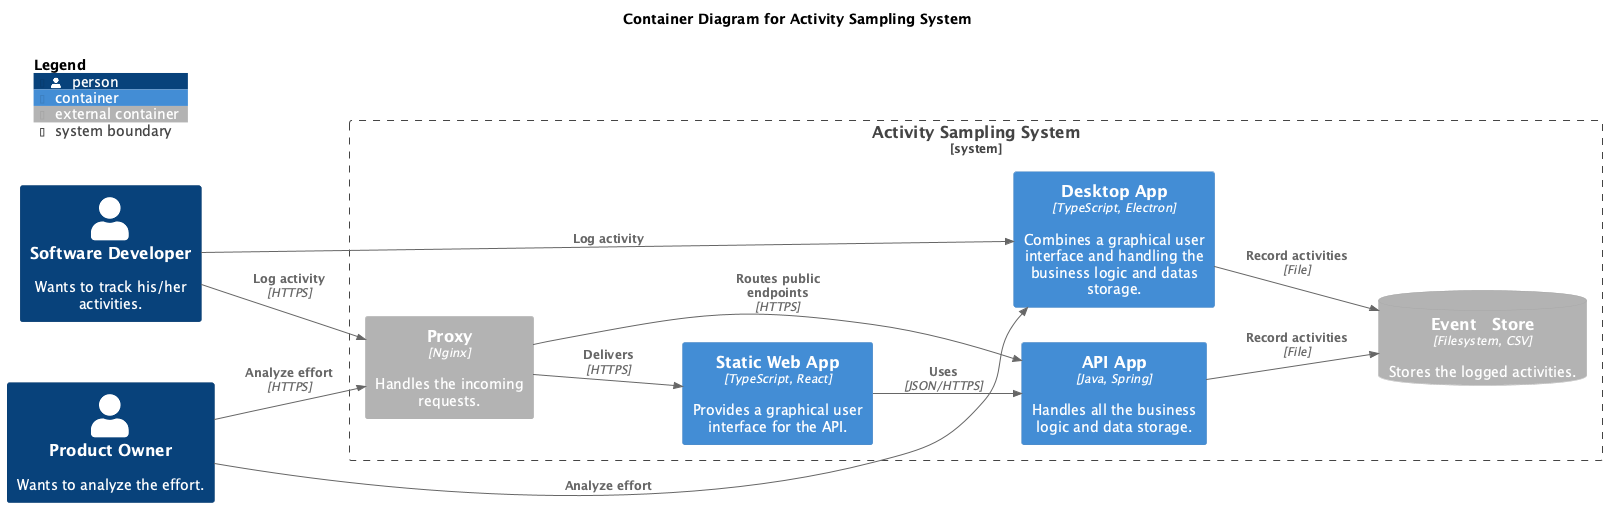 Container Diagram for Activity Sampling System
Legend
person
container
external container
system boundary
Activity Sampling System
[system]
Software Developer
Wants to track his/her
activities.
Product Owner
Wants to analyze the effort.
Log activity
Log activity
[HTTPS]
Analyze effort
[HTTPS]
Analyze effort
Proxy
[Nginx]
Handles the incoming
requests.
Routes public
endpoints
[HTTPS]
Delivers
[HTTPS]
Static Web App
[TypeScript, React]
Provides a graphical user
interface for the API.
Uses
[JSON/HTTPS]
Desktop App
[TypeScript, Electron]
Combines a graphical user
interface and handling the
business logic and datas
storage.
API App
[Java, Spring]
Handles all the business
logic and data storage.
Record activities
[File]
Record activities
[File]
Event Store
[Filesystem, CSV]
Stores the logged activities.